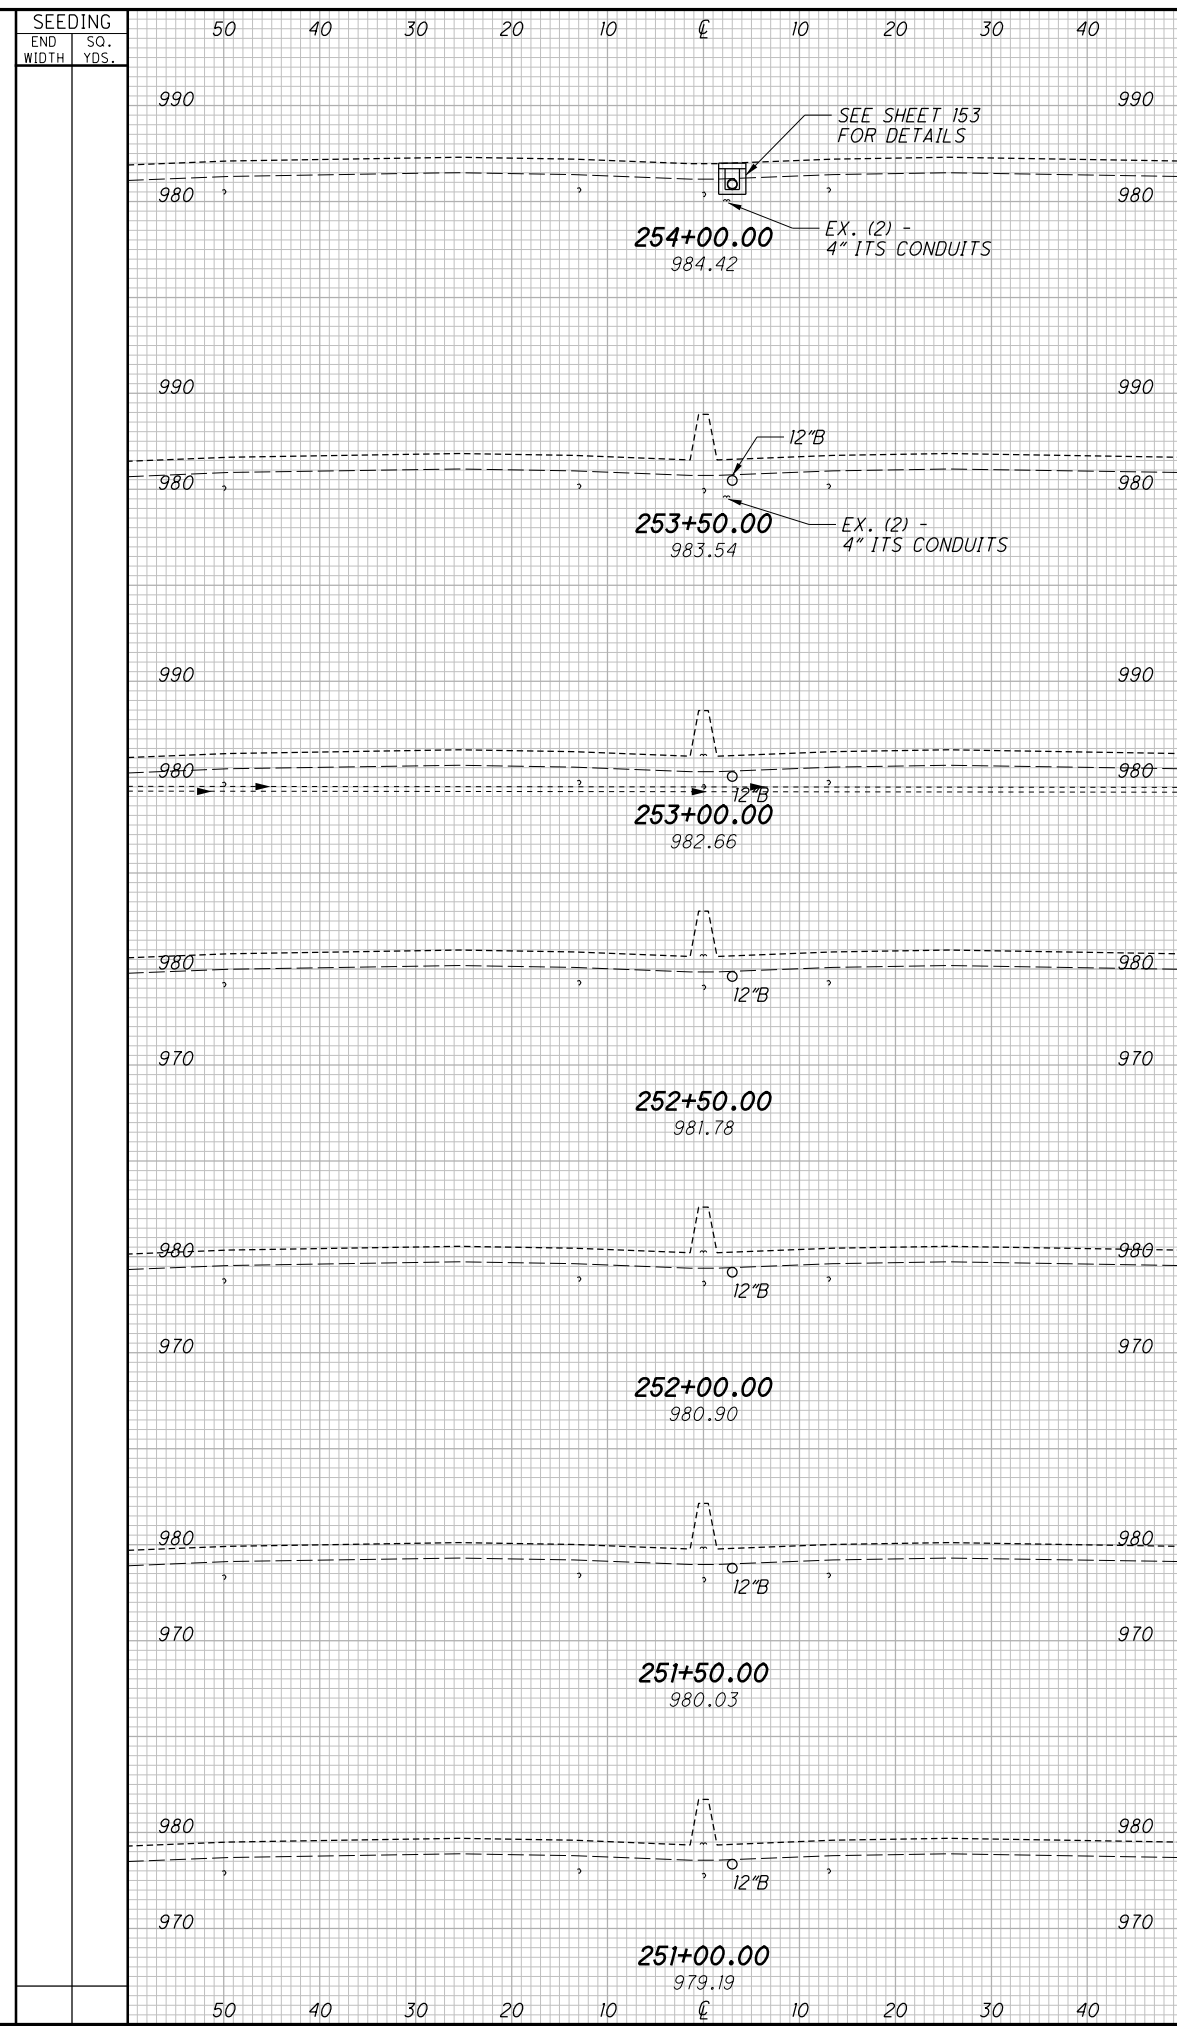 SEEDING
END WIDTH SQ. YDS.
50 40 30 20 10 ℄ 10 20 30 40
990 990
SEE SHEET 153
FOR DETAILS
980 980
EX. (2) -
4" ITS CONDUITS
254+00.00
984.42
990 990
12"B
980 980
EX. (2) -
4" ITS CONDUITS
253+50.00
983.54
990 990
980 980
12"B
253+00.00
982.66
980 980
12"B
970 970
252+50.00
981.78
980 980
12"B
970 970
252+00.00
980.90
980 980
12"B
970 970
251+50.00
980.03
980 980
12"B
970 970
251+00.00
979.19
50 40 30 20 10 ℄ 10 20 30 40